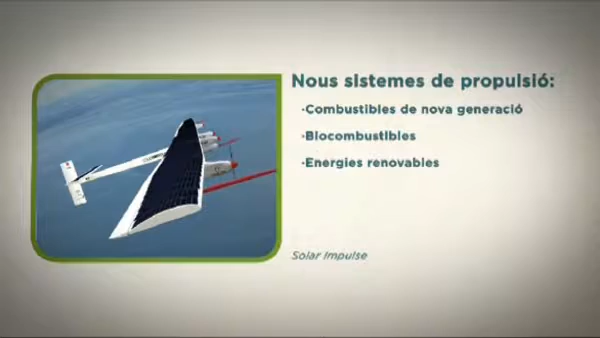 Nous sistemes de propulsió:
·Combustibles de nova generació
·Biocombustibles
·Energies renovables
Solar Impulse